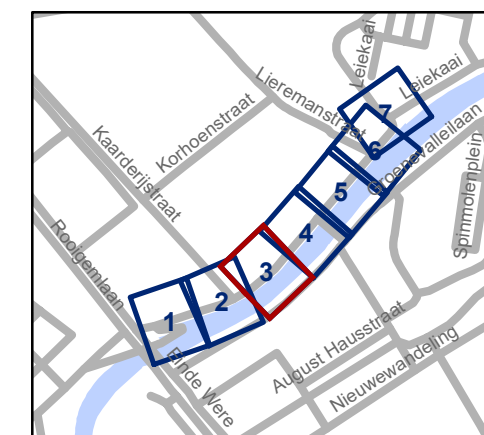 Leiekaai
Leiekaai
Lieremanstraat
Korhoenstraat
Kaarderijstraat
Groenevalleilaan
Spinmolenplein
Rooigemlaan
7
6
5
4
3
2
1
August Hausstraat
Einde Were
Nieuwewandeling